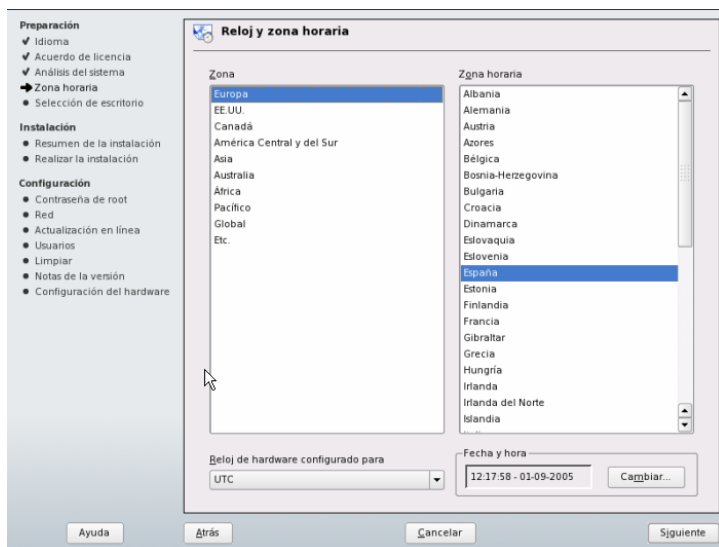 Preparación
Idioma
Acuerdo de licencia
Análisis del sistema
Zona horaria
Selección de escritorio
Instalación
Resumen de la instalación
Realizar la instalación
Configuración
Contraseña de root
Red
Actualización en línea
Usuarios
Limpiar
Notas de la versión
Configuración del hardware
Reloj y zona horaria
Zona
Europa
EE.UU.
Canadá
América Central y del Sur
Asia
Australia
África
Pacífico
Global
Etc.
Zona horaria
Albania
Alemania
Austria
Azores
Bélgica
Bosnia-Herzegovina
Bulgaria
Croacia
Dinamarca
Eslovaquia
Eslovenia
España
Estonia
Finlandia
Francia
Gibraltar
Grecia
Hungría
Irlanda
Irlanda del Norte
Islandia
Reloj de hardware configurado para
UTC
Fecha y hora
12:17:58 - 01-09-2005
Cambiar...
Ayuda
Atrás
Cancelar
Siguiente